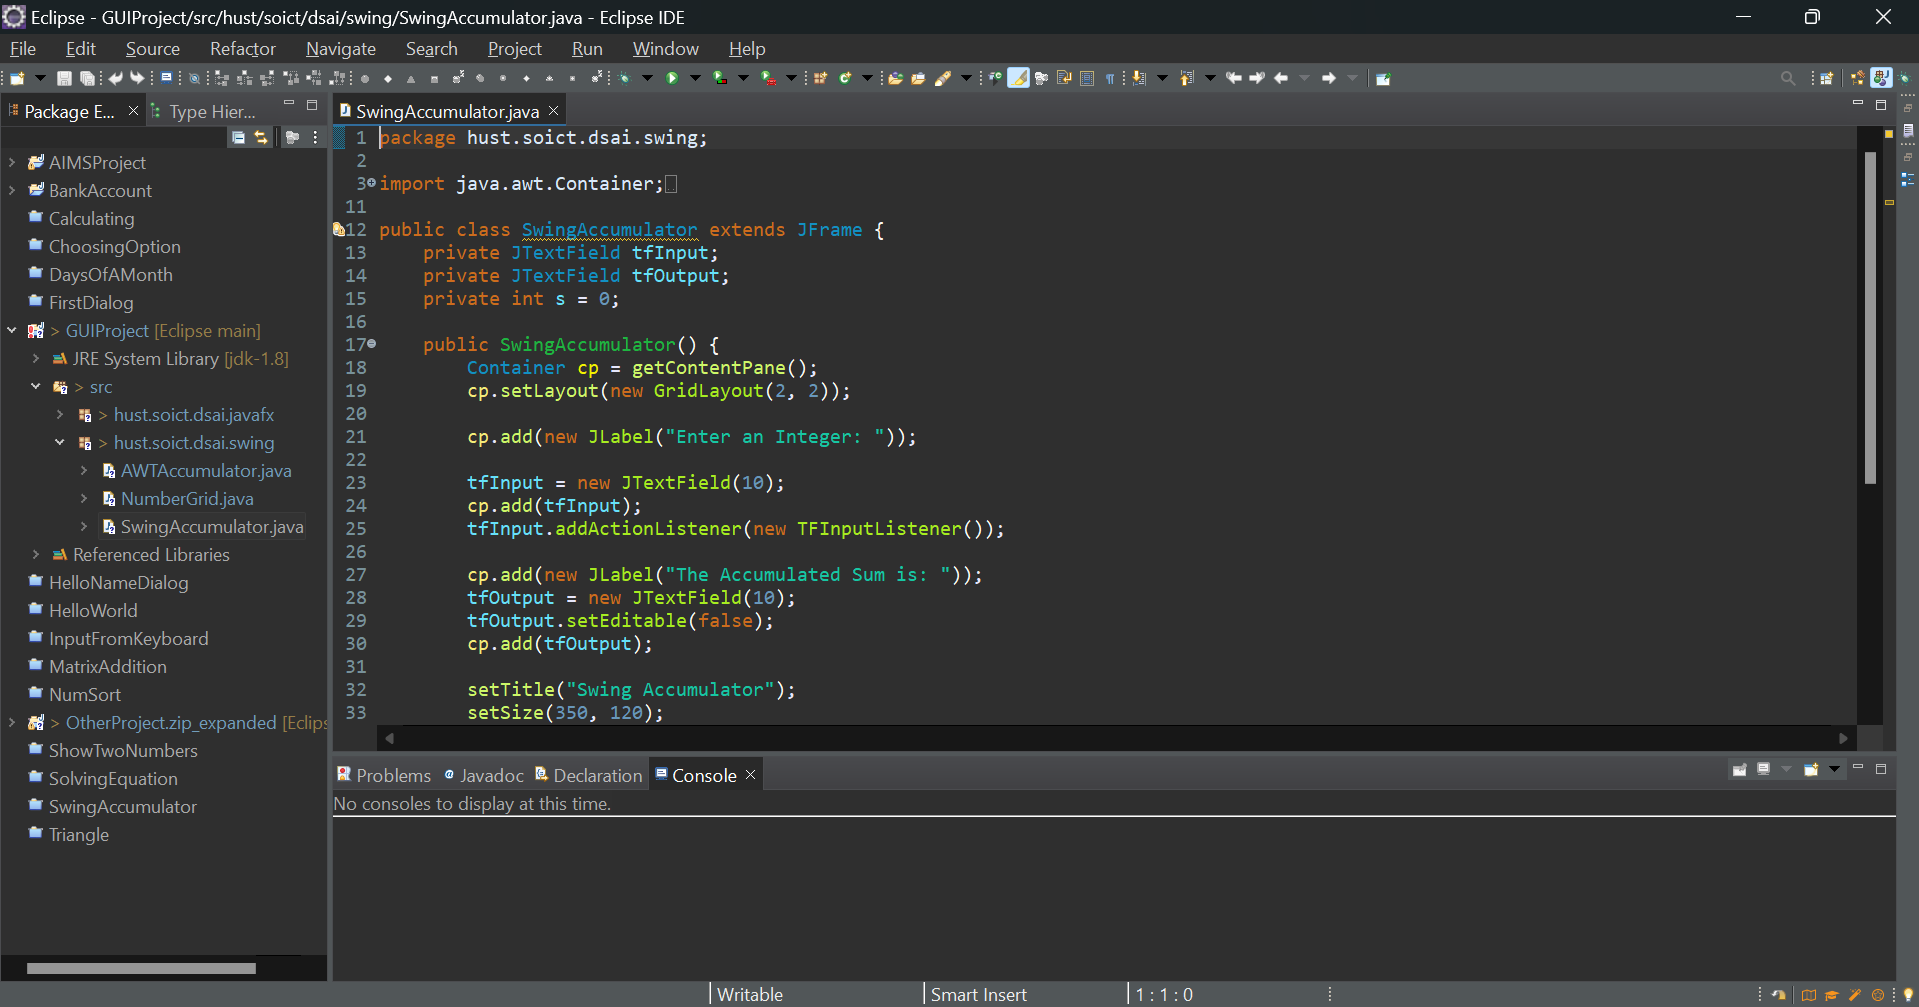 Eclipse - GUIProject/src/hust/soict/dsai/swing/SwingAccumulator.java - Eclipse IDE
File Edit Source Refactor Navigate Search Project Run Window Help
Package E... Type Hier...
AIMSProject
BankAccount
Calculating
ChoosingOption
DaysOfAMonth
FirstDialog
> GUIProject [Eclipse main]
JRE System Library [jdk-1.8]
> src
> hust.soict.dsai.javafx
> hust.soict.dsai.swing
AWTAccumulator.java
NumberGrid.java
SwingAccumulator.java
Referenced Libraries
HelloNameDialog
HelloWorld
InputFromKeyboard
MatrixAddition
NumSort
> OtherProject.zip_expanded [Eclips
ShowTwoNumbers
SolvingEquation
SwingAccumulator
Triangle
SwingAccumulator.java
1 package hust.soict.dsai.swing;
2
3 import java.awt.Container;
11
12 public class SwingAccumulator extends JFrame {
13 private JTextField tfInput;
14 private JTextField tfOutput;
15 private int s = 0;
16
17 public SwingAccumulator() {
18 Container cp = getContentPane();
19 cp.setLayout(new GridLayout(2, 2));
20
21 cp.add(new JLabel("Enter an Integer: "));
22
23 tfInput = new JTextField(10);
24 cp.add(tfInput);
25 tfInput.addActionListener(new TFInputListener());
26
27 cp.add(new JLabel("The Accumulated Sum is: "));
28 tfOutput = new JTextField(10);
29 tfOutput.setEditable(false);
30 cp.add(tfOutput);
31
32 setTitle("Swing Accumulator");
33 setSize(350, 120);
Problems Javadoc Declaration Console
No consoles to display at this time.
Writable Smart Insert 1 : 1 : 0